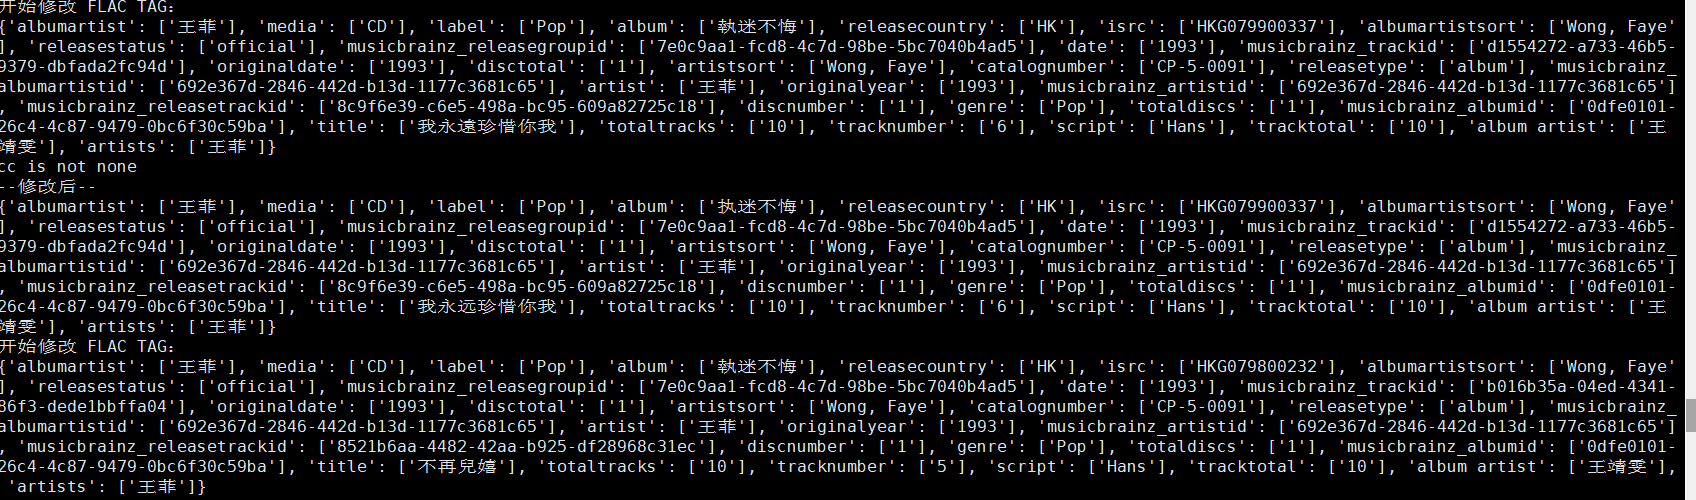 开始修改 FLAC TAG:
{'albumartist': ['王菲'], 'media': ['CD'], 'label': ['Pop'], 'album': ['執迷不悔'], 'releasecountry': ['HK'], 'isrc': ['HKG079900337'], 'albumartistsort': ['Wong, Faye'
], 'releasestatus': ['official'], 'musicbrainz_releasegroupid': ['7e0c9aa1-fcd8-4c7d-98be-5bc7040b4ad5'], 'date': ['1993'], 'musicbrainz_trackid': ['d1554272-a733-46b5-
9379-dbfada2fc94d'], 'originaldate': ['1993'], 'disctotal': ['1'], 'artistsort': ['Wong, Faye'], 'catalognumber': ['CP-5-0091'], 'releasetype': ['album'], 'musicbrainz_
albumartistid': ['692e367d-2846-442d-b13d-1177c3681c65'], 'artist': ['王菲'], 'originalyear': ['1993'], 'musicbrainz_artistid': ['692e367d-2846-442d-b13d-1177c3681c65']
, 'musicbrainz_releasetrackid': ['8c9f6e39-c6e5-498a-bc95-609a82725c18'], 'discnumber': ['1'], 'genre': ['Pop'], 'totaldiscs': ['1'], 'musicbrainz_albumid': ['0dfe0101-
26c4-4c87-9479-0bc6f30c59ba'], 'title': ['我永遠珍惜你我'], 'totaltracks': ['10'], 'tracknumber': ['6'], 'script': ['Hans'], 'tracktotal': ['10'], 'album artist': ['王
靖雯'], 'artists': ['王菲']}
cc is not none
--修改后--
{'albumartist': ['王菲'], 'media': ['CD'], 'label': ['Pop'], 'album': ['执迷不悔'], 'releasecountry': ['HK'], 'isrc': ['HKG079900337'], 'albumartistsort': ['Wong, Faye'
], 'releasestatus': ['official'], 'musicbrainz_releasegroupid': ['7e0c9aa1-fcd8-4c7d-98be-5bc7040b4ad5'], 'date': ['1993'], 'musicbrainz_trackid': ['d1554272-a733-46b5-
9379-dbfada2fc94d'], 'originaldate': ['1993'], 'disctotal': ['1'], 'artistsort': ['Wong, Faye'], 'catalognumber': ['CP-5-0091'], 'releasetype': ['album'], 'musicbrainz_
albumartistid': ['692e367d-2846-442d-b13d-1177c3681c65'], 'artist': ['王菲'], 'originalyear': ['1993'], 'musicbrainz_artistid': ['692e367d-2846-442d-b13d-1177c3681c65']
, 'musicbrainz_releasetrackid': ['8c9f6e39-c6e5-498a-bc95-609a82725c18'], 'discnumber': ['1'], 'genre': ['Pop'], 'totaldiscs': ['1'], 'musicbrainz_albumid': ['0dfe0101-
26c4-4c87-9479-0bc6f30c59ba'], 'title': ['我永远珍惜你我'], 'totaltracks': ['10'], 'tracknumber': ['6'], 'script': ['Hans'], 'tracktotal': ['10'], 'album artist': ['王
靖雯'], 'artists': ['王菲']}
开始修改 FLAC TAG:
{'albumartist': ['王菲'], 'media': ['CD'], 'label': ['Pop'], 'album': ['執迷不悔'], 'releasecountry': ['HK'], 'isrc': ['HKG079800232'], 'albumartistsort': ['Wong, Faye'
], 'releasestatus': ['official'], 'musicbrainz_releasegroupid': ['7e0c9aa1-fcd8-4c7d-98be-5bc7040b4ad5'], 'date': ['1993'], 'musicbrainz_trackid': ['b016b35a-04ed-4341-
86f3-dede1bbffa04'], 'originaldate': ['1993'], 'disctotal': ['1'], 'artistsort': ['Wong, Faye'], 'catalognumber': ['CP-5-0091'], 'releasetype': ['album'], 'musicbrainz_
albumartistid': ['692e367d-2846-442d-b13d-1177c3681c65'], 'artist': ['王菲'], 'originalyear': ['1993'], 'musicbrainz_artistid': ['692e367d-2846-442d-b13d-1177c3681c65']
, 'musicbrainz_releasetrackid': ['8521b6aa-4482-42aa-b925-df28968c31ec'], 'discnumber': ['1'], 'genre': ['Pop'], 'totaldiscs': ['1'], 'musicbrainz_albumid': ['0dfe0101-
26c4-4c87-9479-0bc6f30c59ba'], 'title': ['不再兒嬉'], 'totaltracks': ['10'], 'tracknumber': ['5'], 'script': ['Hans'], 'tracktotal': ['10'], 'album artist': ['王靖雯'],
 'artists': ['王菲']}